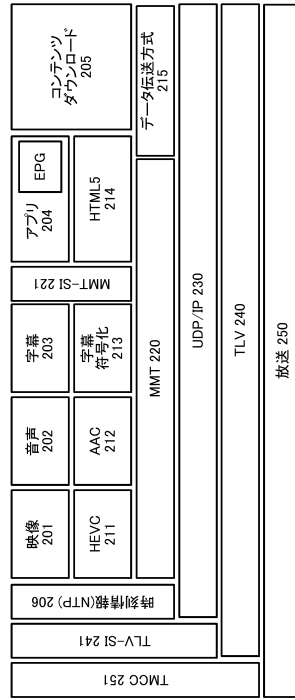 コンテンツ
ダウンロード
205
データ伝送方式
215
EPG
アプリ
204
HTML5
214
MMT-SI 221
字幕
203
字幕
符号化
213
音声
202
AAC
212
映像
201
HEVC
211
MMT 220
UDP/IP 230
TLV 240
放送 250
時刻情報(NTP) 206
TLV-SI 241
TMCC 251